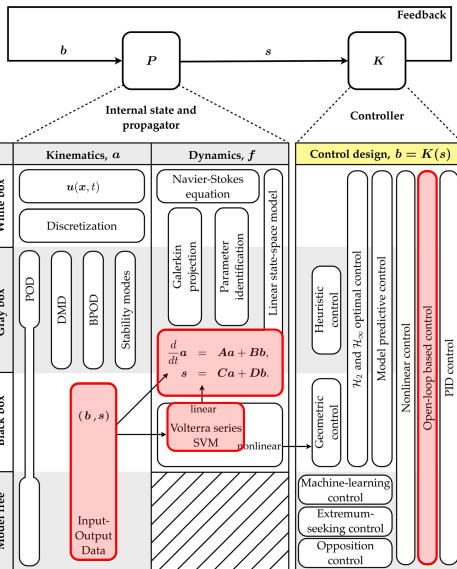 Feedback
b
s
P
K
Internal state and
propagator
Controller
Kinematics, a
Dynamics, f
Control design, b = K(s)
White box
Gray box
Black box
Model free
u(x, t)
Discretization
POD
DMD
BPOD
Stability modes
(b, s)
Input-
Output
Data
Navier-Stokes
equation
Galerkin
projection
Parameter
identification
Linear state-space model
d/dt a = Aa + Bb,
s = Ca + Db.
linear
Volterra series
SVM
nonlinear
Heuristic
control
Geometric
control
H2 and H∞ optimal control
Model predictive control
Nonlinear control
Open-loop based control
PID control
Machine-learning
control
Extremum-
seeking control
Opposition
control